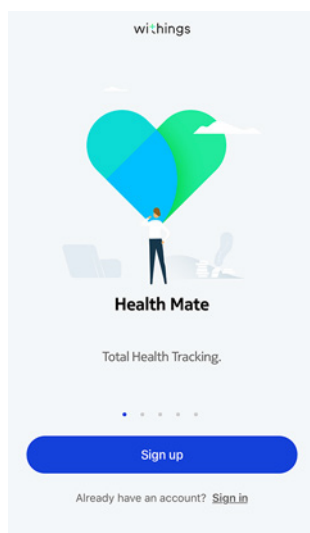 withings
Health Mate
Total Health Tracking.
Sign up
Already have an account? Sign in